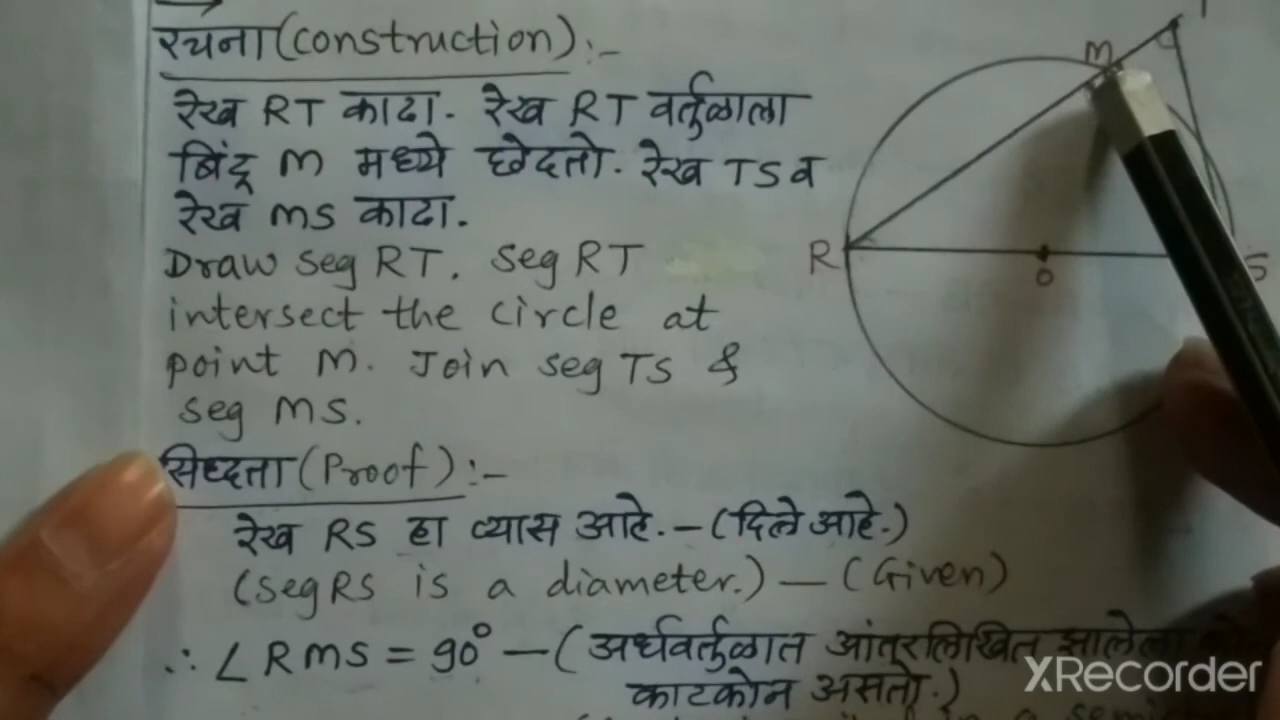 रचना (Construction) :-
रेख RT काढा. रेख RT वर्तुळाला
बिंदू M मध्ये छेदतो. रेख TS व
रेख MS काढा.
Draw seg RT. Seg RT
intersect the circle at
point M. Join seg TS &
seg MS.
M
R
O
S
सिध्दता (Proof) :-
रेख RS हा व्यास आहे. - (दिले आहे.)
(seg RS is a diameter.) - (Given)
∴ ∠RMS = 90° - (अर्धवर्तुळात आंतरलिखित झालेला
काटकोन असतो.)
in a
XRecorder